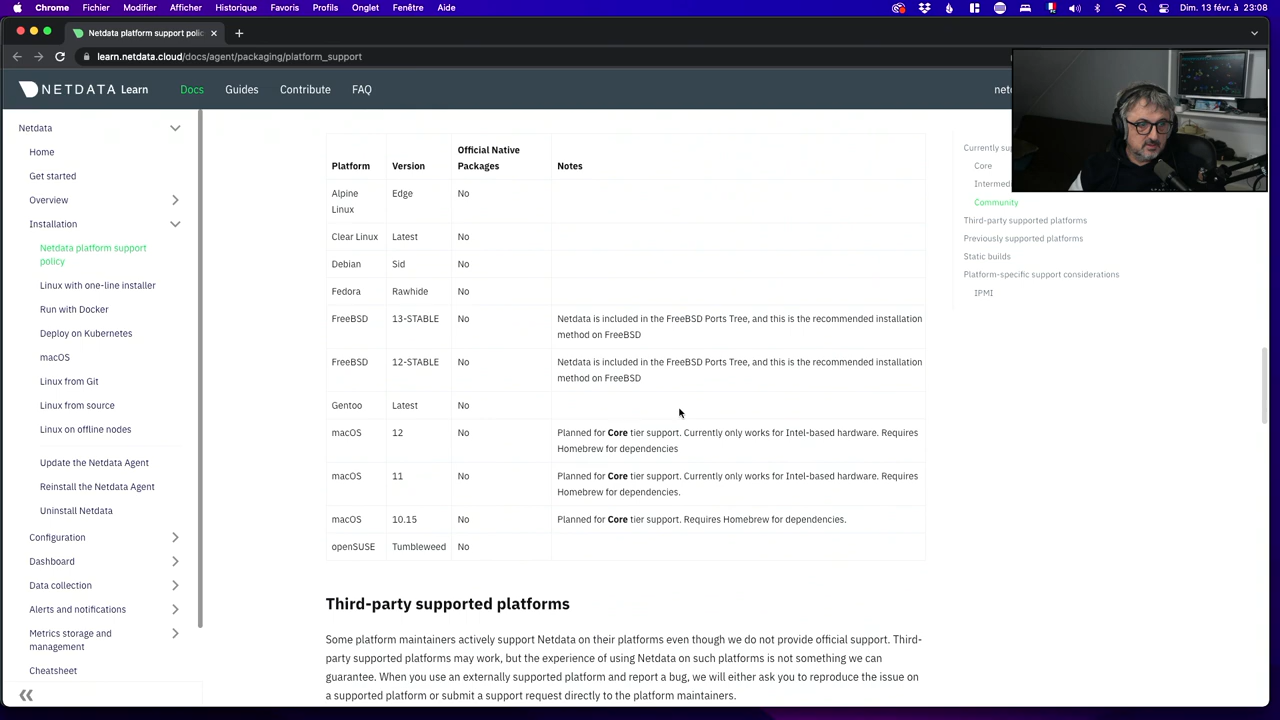 Chrome Fichier Modifier Afficher Historique Favoris Profils Onglet Fenêtre Aide
Dim. 13 fév. à 23:08
Netdata platform support polic
learn.netdata.cloud/docs/agent/packaging/platform_support
NETDATA Learn Docs Guides Contribute FAQ
Netdata
Home
Get started
Overview
Installation
Netdata platform support
policy
Linux with one-line installer
Run with Docker
Deploy on Kubernetes
macOS
Linux from Git
Linux from source
Linux on offline nodes
Update the Netdata Agent
Reinstall the Netdata Agent
Uninstall Netdata
Configuration
Dashboard
Data collection
Alerts and notifications
Metrics storage and
management
Cheatsheet
Official Native
Platform Version Packages Notes
Alpine
Linux Edge No
Clear Linux Latest No
Debian Sid No
Fedora Rawhide No
FreeBSD 13-STABLE No Netdata is included in the FreeBSD Ports Tree, and this is the recommended installation
method on FreeBSD
FreeBSD 12-STABLE No Netdata is included in the FreeBSD Ports Tree, and this is the recommended installation
method on FreeBSD
Gentoo Latest No
macOS 12 No Planned for Core tier support. Currently only works for Intel-based hardware. Requires
Homebrew for dependencies
macOS 11 No Planned for Core tier support. Currently only works for Intel-based hardware. Requires
Homebrew for dependencies.
macOS 10.15 No Planned for Core tier support. Requires Homebrew for dependencies.
openSUSE Tumbleweed No
Third-party supported platforms
Some platform maintainers actively support Netdata on their platforms even though we do not provide official support. Third-
party supported platforms may work, but the experience of using Netdata on such platforms is not something we can
guarantee. When you use an externally supported platform and report a bug, we will either ask you to reproduce the issue on
a supported platform or submit a support request directly to the platform maintainers.
Currently sup
Core
Intermed
Community
Third-party supported platforms
Previously supported platforms
Static builds
Platform-specific support considerations
IPMI